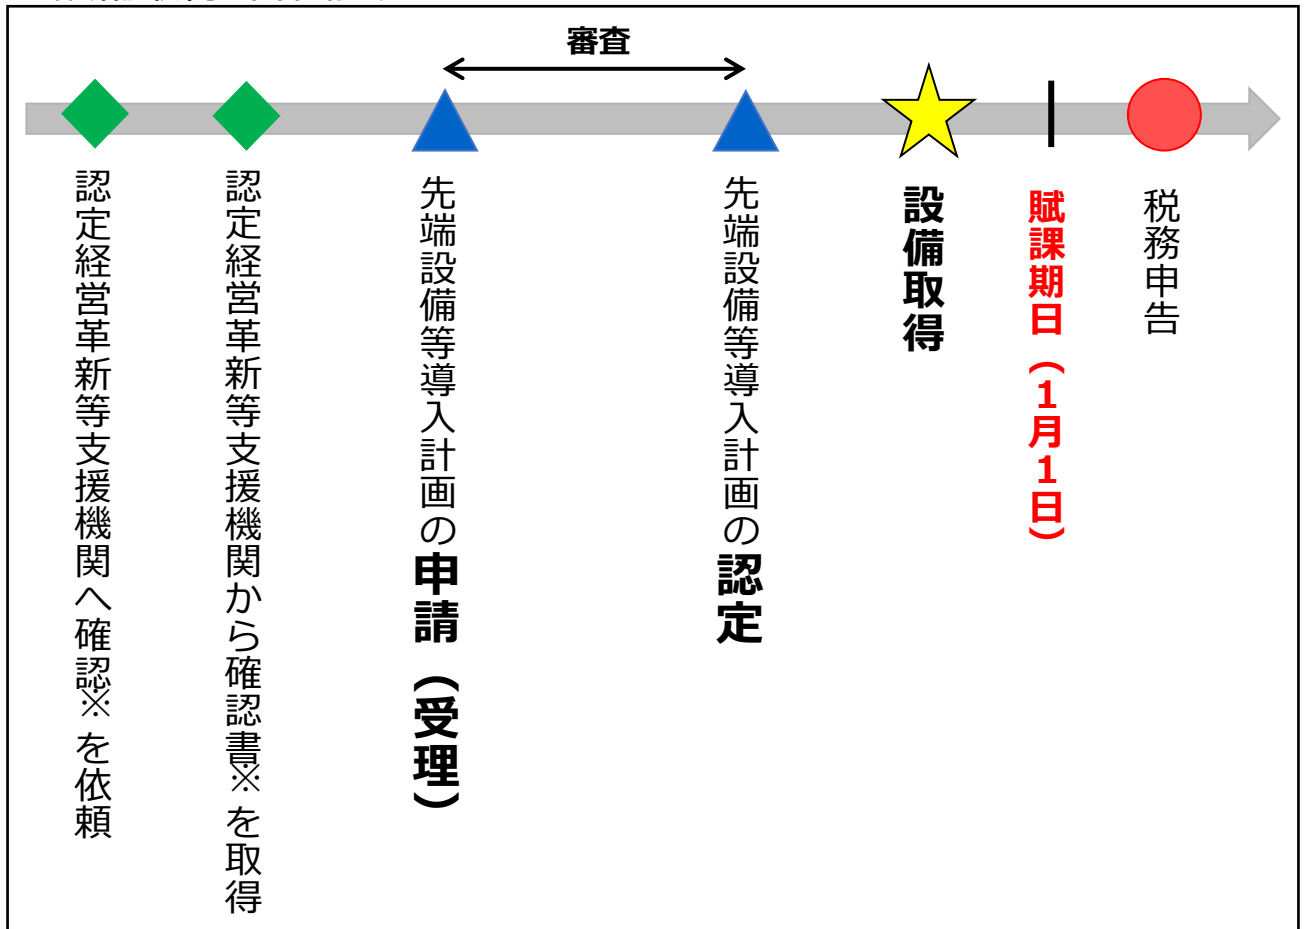 審査
認定経営革新等支援機関へ確認※を依頼
認定経営革新等支援機関から確認書※を取得
先端設備等導入計画の申請（受理）
先端設備等導入計画の認定
設備取得
賦課期日（１月１日）
税務申告